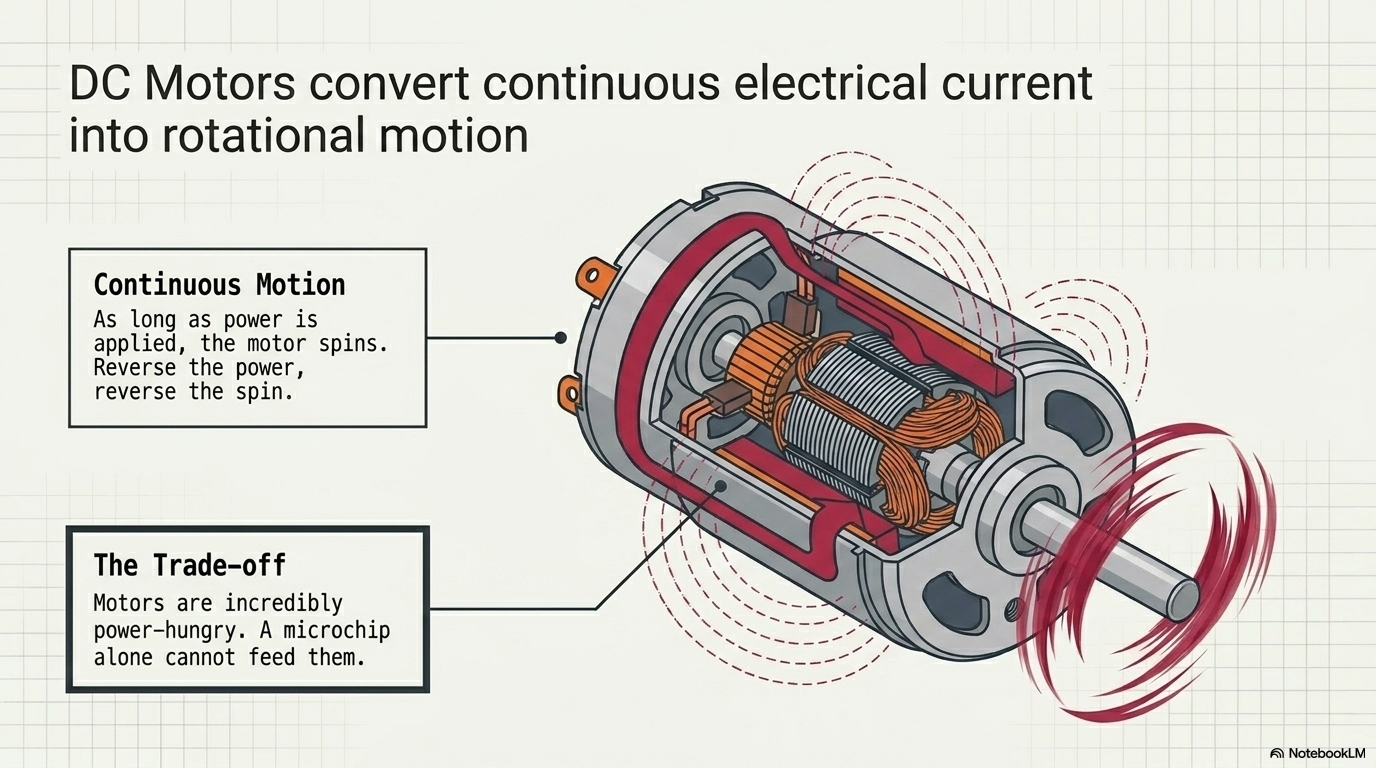 DC Motors convert continuous electrical current
into rotational motion
Continuous Motion
As long as power is
applied, the motor spins.
Reverse the power,
reverse the spin.
The Trade-off
Motors are incredibly
power-hungry. A microchip
alone cannot feed them.
NotebookLM